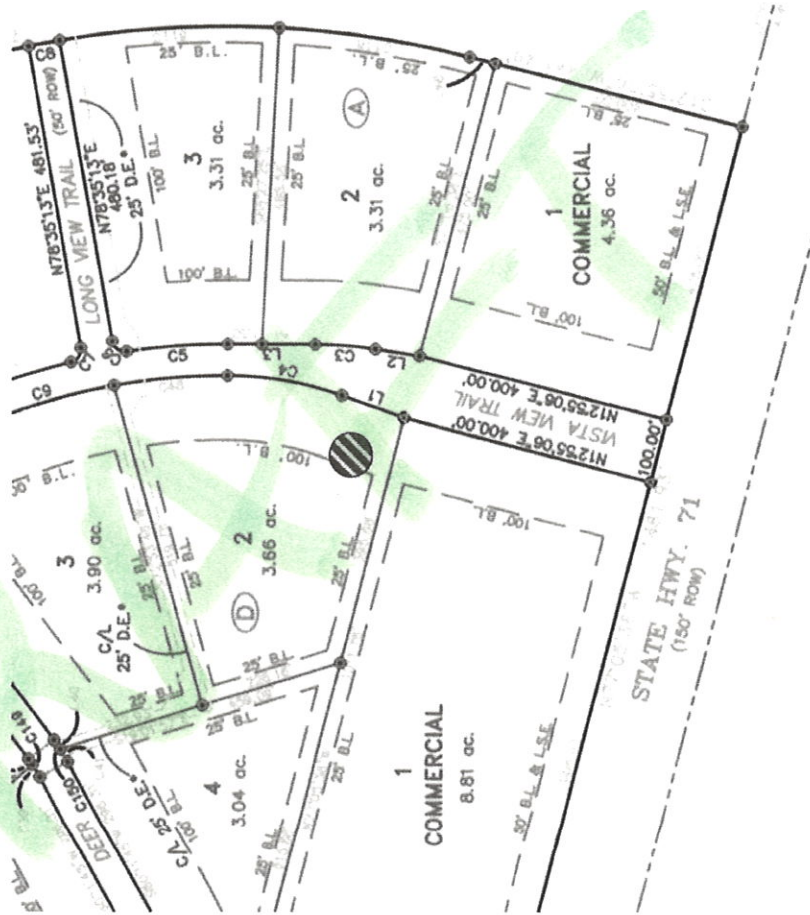 C8
N78°35'13"E 481.53'
LONG VIEW TRAIL (50' ROW)
N78°35'13"E
480.18'
25' D.E.*
25' B.L.
100' B.L
3
3.31 ac.
25' B.L
100' B.L
25' B.L.
A
25' B.L
2
3.31 ac.
25' B.L
25' B.L
25' B.L
1
COMMERCIAL
4.36 ac.
100' B.L
50' B.L & L.S.E
C7
C6
C5
L3
C3
L2
C9
C4
L1
N12°55'06"E 400.00'
VISTA VIEW TRAIL
N12°55'06"E 400.00'
100.00'
STATE HWY. 71
(150' ROW)
B.L.
100' B.L
3
3.90 ac.
25' B.L
25' B.L
C/L
25' D.E.*
100' B.L
25' B.L
2
3.66 ac.
D
25' B.L
25' B.L
100' B.L
1
COMMERCIAL
8.81 ac.
25' B.L
50' B.L & L.S.E
C149
C150
DEER
C/L 25' D.E.*
100' B.L
25' B.L
4
3.04 ac.
B.L